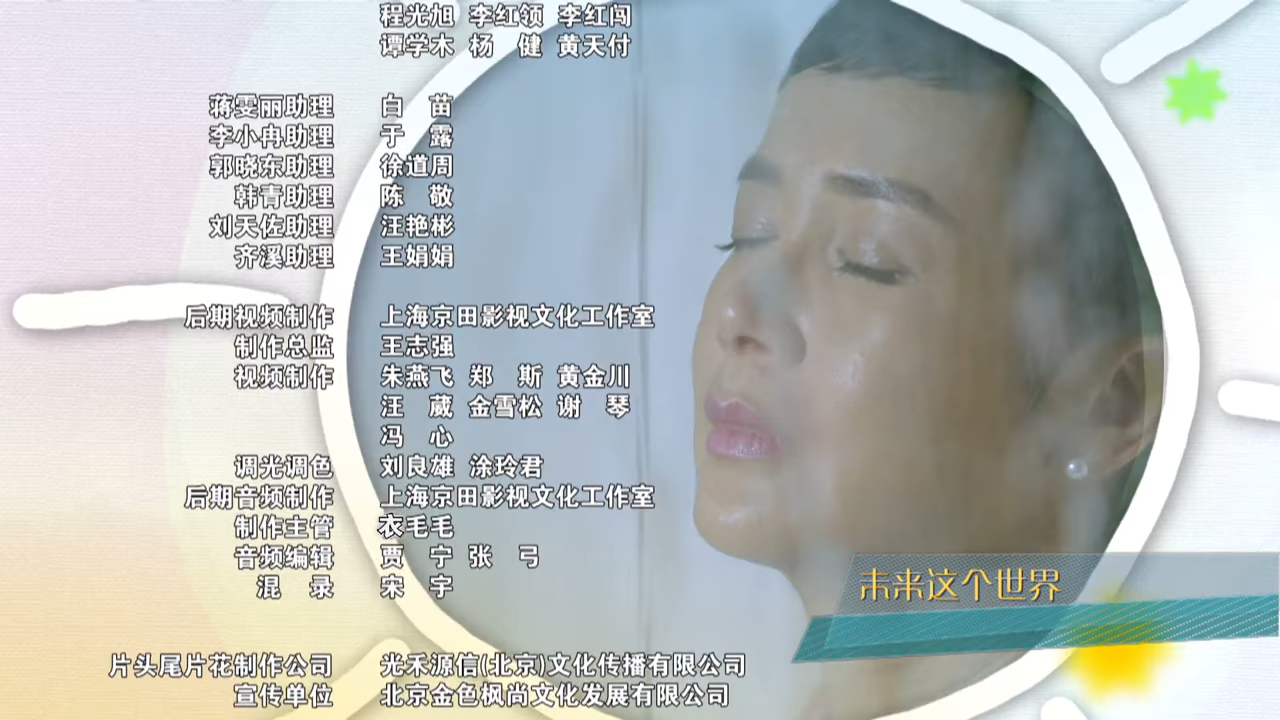 程光旭 李红领 李红闯
谭学木 杨 健 黄天付
蒋雯丽助理 白 苗
李小冉助理 于 露
郭晓东助理 徐道周
韩青助理 陈 敬
刘天佐助理 汪艳彬
齐溪助理 王娟娟
后期视频制作 上海京田影视文化工作室
制作总监 王志强
视频制作 朱燕飞 郑 斯 黄金川
汪 葳 金雪松 谢 琴
冯 心
调光调色 刘良雄 涂玲君
后期音频制作 上海京田影视文化工作室
制作主管 衣毛毛
音频编辑 贾 宁 张 弓
未来这个世界
混 录 宋 宇
片头尾片花制作公司 光禾源信(北京)文化传播有限公司
宣传单位 北京金色枫尚文化发展有限公司